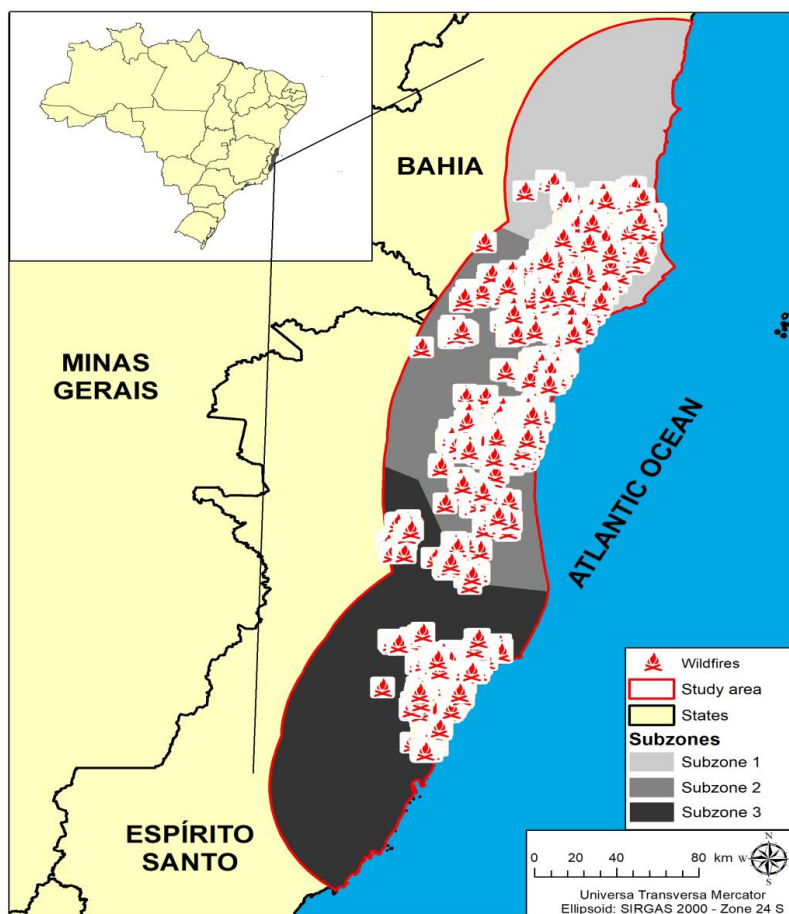 BAHIA
MINAS
GERAIS
ATLANTIC OCEAN
ESPÍRITO
SANTO
Wildfires
Study area
States
Subzones
Subzone 1
Subzone 2
Subzone 3
0 20 40 80 km
N
W E
S
Universa Transversa Mercator
Ellipsoid: SIRGAS 2000 - Zone 24 S